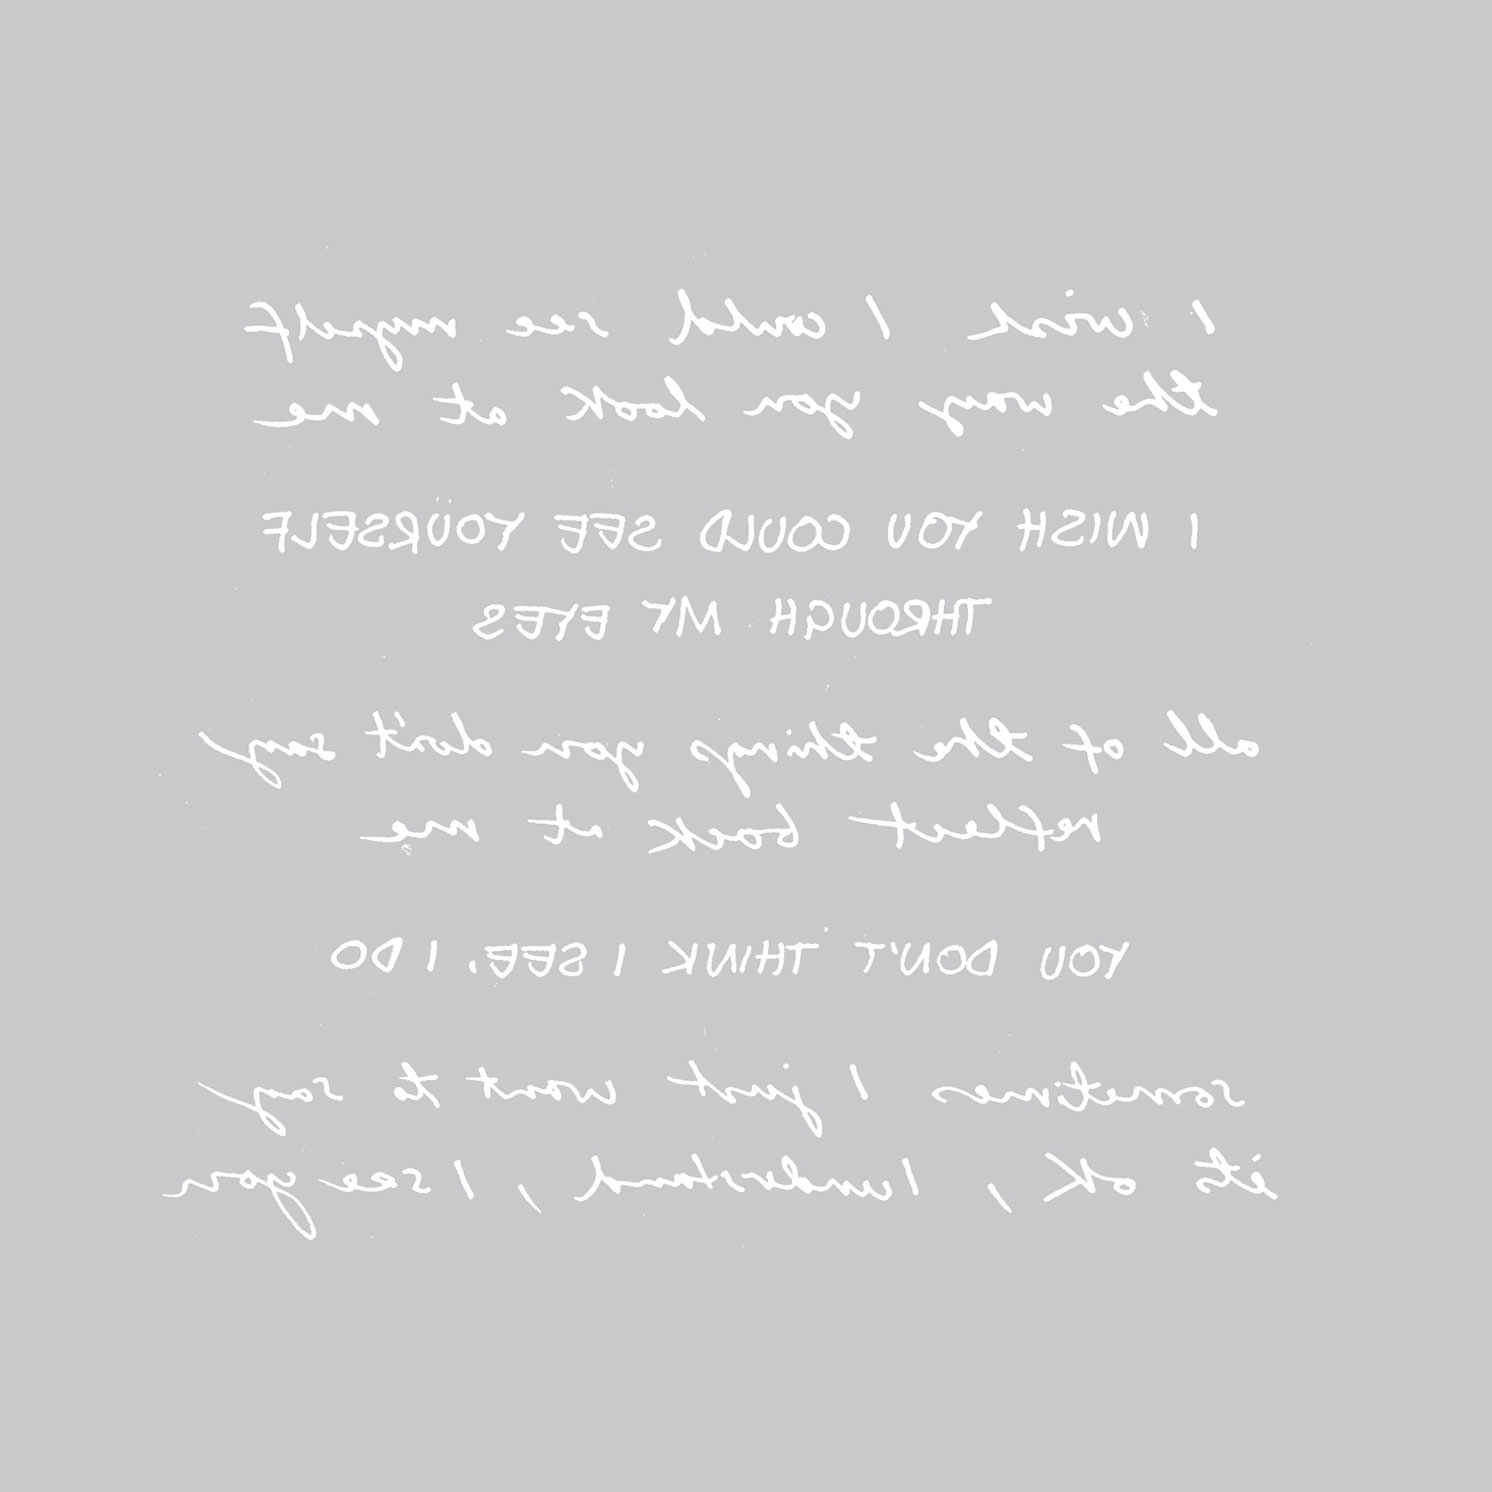 I wish I could see myself
the way you look at me
I WISH YOU COULD SEE YOURSELF
THROUGH MY EYES
all of the things you don't say
reflect back at me
YOU DON'T THINK I SEE, I DO
sometimes I just want to say
it's ok, I understand, I see you